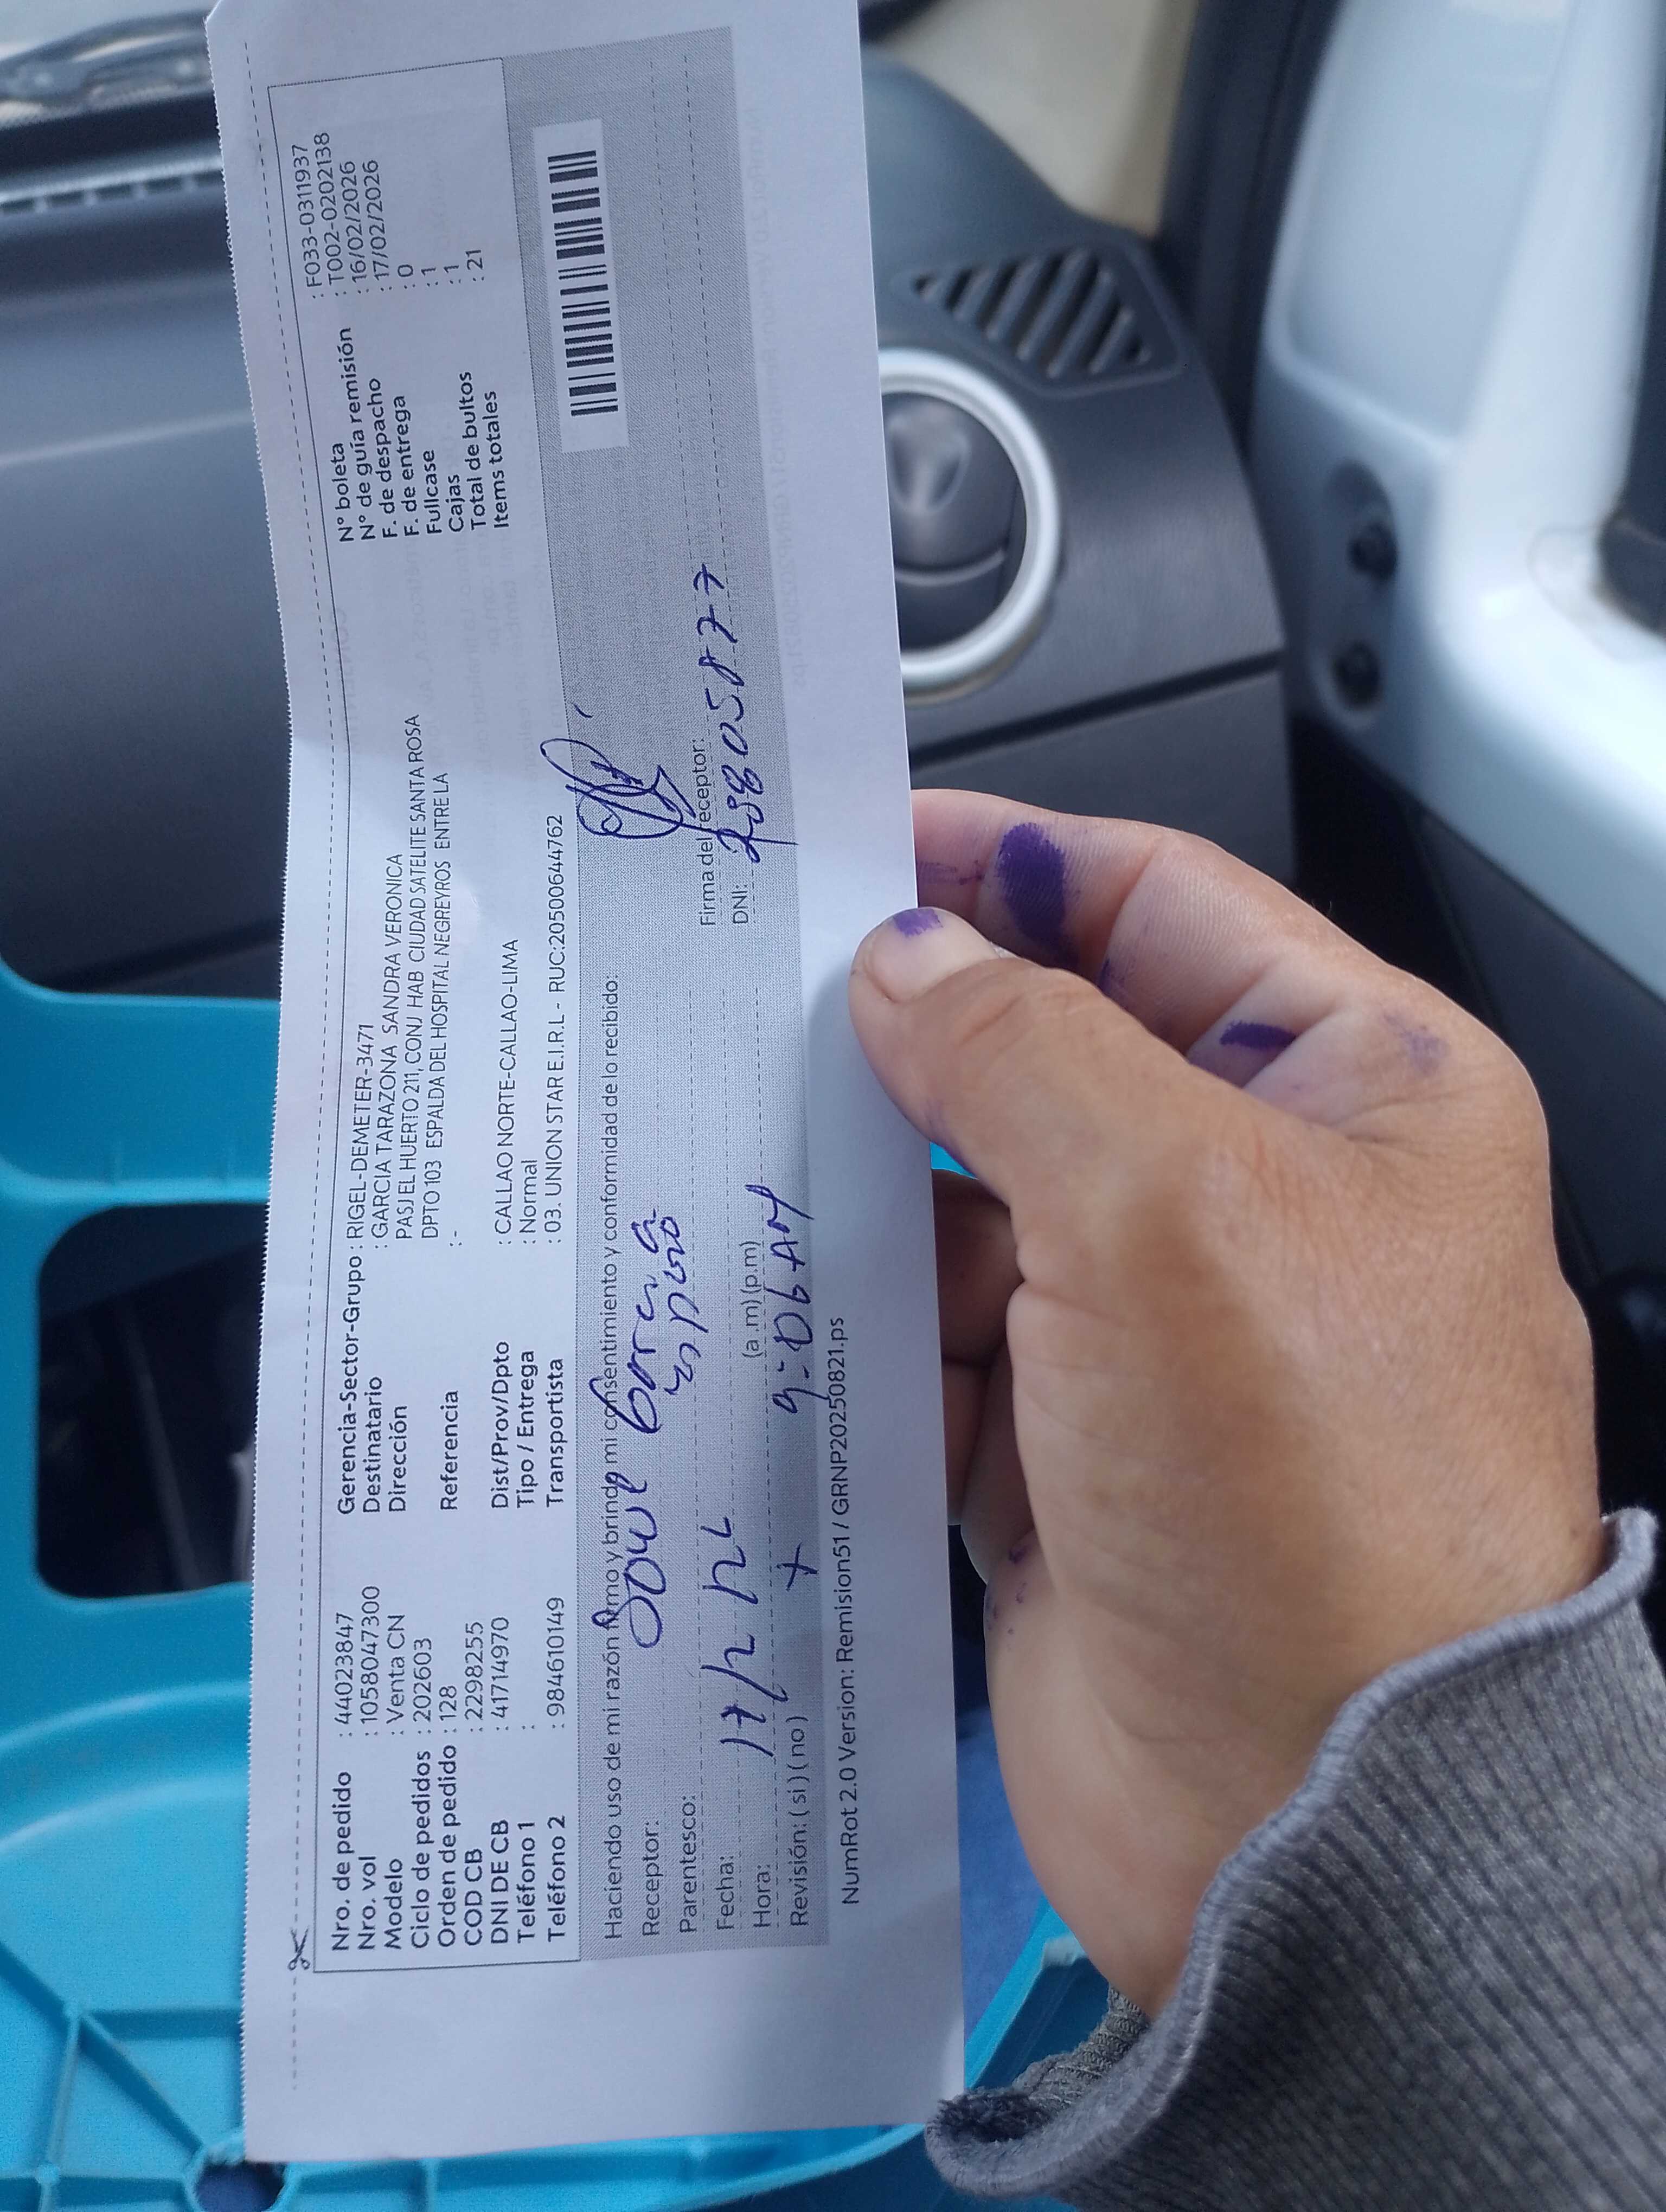 Nro. de pedido : 44023847
Nro. vol : 1058047300
Modelo : Venta CN
Ciclo de pedidos : 202603
Orden de pedido : 128
COD CB : 2298255
DNI DE CB : 41714970
Teléfono 1 :
Teléfono 2 : 984610149
Gerencia-Sector-Grupo : RIGEL-DEMETER-3471
Destinatario : GARCIA TARAZONA SANDRA VERONICA
Dirección PASJ EL HUERTO 211, CONJ HAB CIUDAD SATELITE SANTA ROSA
DPTO 103 ESPALDA DEL HOSPITAL NEGREYROS ENTRE LA
Referencia : -
Dist/Prov/Dpto : CALLAO NORTE-CALLAO-LIMA
Tipo / Entrega : Normal
Transportista : 03. UNION STAR E.I.R.L - RUC:20500644762
N° boleta : F033-0311937
N° de guía remisión : T002-0202138
F. de despacho : 16/02/2026
F. de entrega : 17/02/2026
Fullcase : 0
Cajas : 1
Total de bultos : 1
Items totales : 21
Haciendo uso de mi razón firmo y brindo mi consentimiento y conformidad de lo recibido:
Receptor:
Parentesco:
Fecha:
Hora: (a.m) (p.m)
9:06 AM
Revisión: ( si ) ( no )
Firma del receptor:
DNI:
NumRot 2.0 Version: Remision51 / GRNP20250821.ps